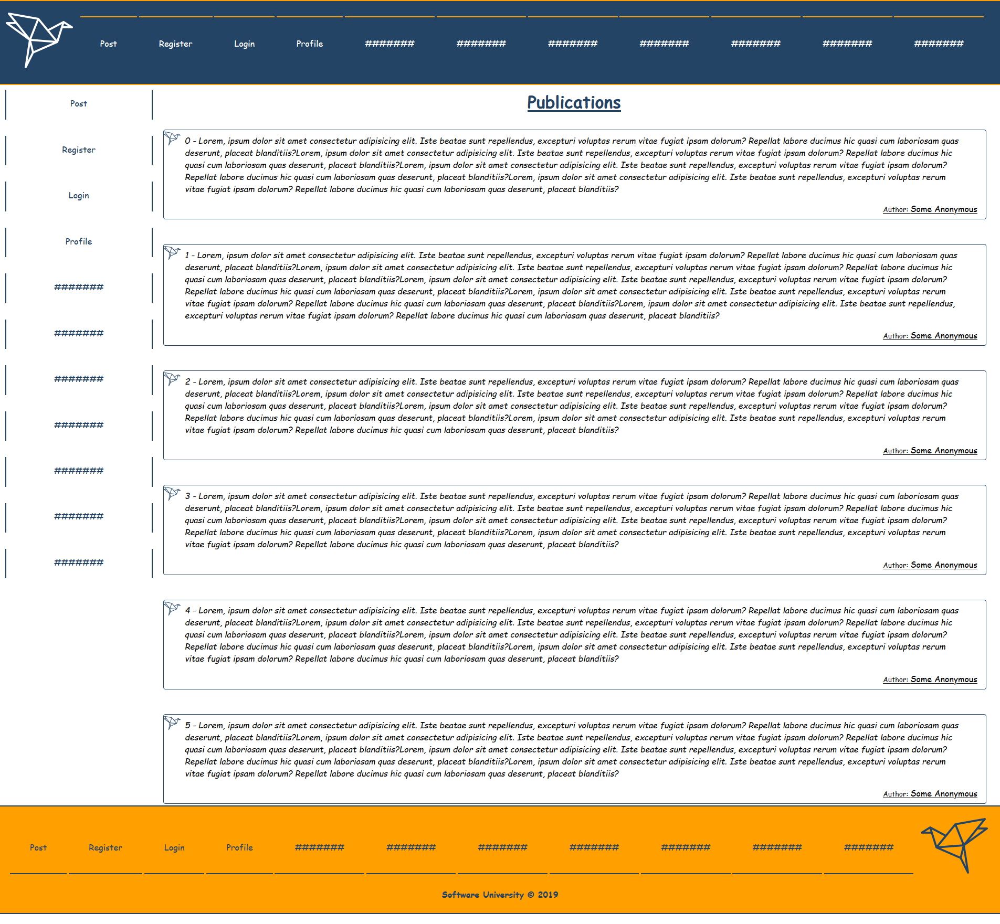 Post Register Login Profile ####### ####### ####### ####### ####### ####### #######
Post
Register
Login
Profile
#######
#######
#######
#######
#######
#######
#######
Publications
0 - Lorem, ipsum dolor sit amet consectetur adipisicing elit. Iste beatae sunt repellendus, excepturi voluptas rerum vitae fugiat ipsam dolorum? Repellat labore ducimus hic quasi cum laboriosam quas
deserunt, placeat blanditiis?Lorem, ipsum dolor sit amet consectetur adipisicing elit. Iste beatae sunt repellendus, excepturi voluptas rerum vitae fugiat ipsam dolorum? Repellat labore ducimus hic
quasi cum laboriosam quas deserunt, placeat blanditiis?Lorem, ipsum dolor sit amet consectetur adipisicing elit. Iste beatae sunt repellendus, excepturi voluptas rerum vitae fugiat ipsam dolorum?
Repellat labore ducimus hic quasi cum laboriosam quas deserunt, placeat blanditiis?Lorem, ipsum dolor sit amet consectetur adipisicing elit. Iste beatae sunt repellendus, excepturi voluptas rerum
vitae fugiat ipsam dolorum? Repellat labore ducimus hic quasi cum laboriosam quas deserunt, placeat blanditiis?
Author: Some Anonymous
1 - Lorem, ipsum dolor sit amet consectetur adipisicing elit. Iste beatae sunt repellendus, excepturi voluptas rerum vitae fugiat ipsam dolorum? Repellat labore ducimus hic quasi cum laboriosam quas
deserunt, placeat blanditiis?Lorem, ipsum dolor sit amet consectetur adipisicing elit. Iste beatae sunt repellendus, excepturi voluptas rerum vitae fugiat ipsam dolorum? Repellat labore ducimus hic
quasi cum laboriosam quas deserunt, placeat blanditiis?Lorem, ipsum dolor sit amet consectetur adipisicing elit. Iste beatae sunt repellendus, excepturi voluptas rerum vitae fugiat ipsam dolorum?
Repellat labore ducimus hic quasi cum laboriosam quas deserunt, placeat blanditiis?Lorem, ipsum dolor sit amet consectetur adipisicing elit. Iste beatae sunt repellendus, excepturi voluptas rerum
vitae fugiat ipsam dolorum? Repellat labore ducimus hic quasi cum laboriosam quas deserunt, placeat blanditiis?Lorem, ipsum dolor sit amet consectetur adipisicing elit. Iste beatae sunt repellendus,
excepturi voluptas rerum vitae fugiat ipsam dolorum? Repellat labore ducimus hic quasi cum laboriosam quas deserunt, placeat blanditiis?
Author: Some Anonymous
2 - Lorem, ipsum dolor sit amet consectetur adipisicing elit. Iste beatae sunt repellendus, excepturi voluptas rerum vitae fugiat ipsam dolorum? Repellat labore ducimus hic quasi cum laboriosam quas
deserunt, placeat blanditiis?Lorem, ipsum dolor sit amet consectetur adipisicing elit. Iste beatae sunt repellendus, excepturi voluptas rerum vitae fugiat ipsam dolorum? Repellat labore ducimus hic
quasi cum laboriosam quas deserunt, placeat blanditiis?Lorem, ipsum dolor sit amet consectetur adipisicing elit. Iste beatae sunt repellendus, excepturi voluptas rerum vitae fugiat ipsam dolorum?
Repellat labore ducimus hic quasi cum laboriosam quas deserunt, placeat blanditiis?Lorem, ipsum dolor sit amet consectetur adipisicing elit. Iste beatae sunt repellendus, excepturi voluptas rerum
vitae fugiat ipsam dolorum? Repellat labore ducimus hic quasi cum laboriosam quas deserunt, placeat blanditiis?
Author: Some Anonymous
3 - Lorem, ipsum dolor sit amet consectetur adipisicing elit. Iste beatae sunt repellendus, excepturi voluptas rerum vitae fugiat ipsam dolorum? Repellat labore ducimus hic quasi cum laboriosam quas
deserunt, placeat blanditiis?Lorem, ipsum dolor sit amet consectetur adipisicing elit. Iste beatae sunt repellendus, excepturi voluptas rerum vitae fugiat ipsam dolorum? Repellat labore ducimus hic
quasi cum laboriosam quas deserunt, placeat blanditiis?Lorem, ipsum dolor sit amet consectetur adipisicing elit. Iste beatae sunt repellendus, excepturi voluptas rerum vitae fugiat ipsam dolorum?
Repellat labore ducimus hic quasi cum laboriosam quas deserunt, placeat blanditiis?Lorem, ipsum dolor sit amet consectetur adipisicing elit. Iste beatae sunt repellendus, excepturi voluptas rerum
vitae fugiat ipsam dolorum? Repellat labore ducimus hic quasi cum laboriosam quas deserunt, placeat blanditiis?
Author: Some Anonymous
4 - Lorem, ipsum dolor sit amet consectetur adipisicing elit. Iste beatae sunt repellendus, excepturi voluptas rerum vitae fugiat ipsam dolorum? Repellat labore ducimus hic quasi cum laboriosam quas
deserunt, placeat blanditiis?Lorem, ipsum dolor sit amet consectetur adipisicing elit. Iste beatae sunt repellendus, excepturi voluptas rerum vitae fugiat ipsam dolorum? Repellat labore ducimus hic
quasi cum laboriosam quas deserunt, placeat blanditiis?Lorem, ipsum dolor sit amet consectetur adipisicing elit. Iste beatae sunt repellendus, excepturi voluptas rerum vitae fugiat ipsam dolorum?
Repellat labore ducimus hic quasi cum laboriosam quas deserunt, placeat blanditiis?Lorem, ipsum dolor sit amet consectetur adipisicing elit. Iste beatae sunt repellendus, excepturi voluptas rerum
vitae fugiat ipsam dolorum? Repellat labore ducimus hic quasi cum laboriosam quas deserunt, placeat blanditiis?
Author: Some Anonymous
5 - Lorem, ipsum dolor sit amet consectetur adipisicing elit. Iste beatae sunt repellendus, excepturi voluptas rerum vitae fugiat ipsam dolorum? Repellat labore ducimus hic quasi cum laboriosam quas
deserunt, placeat blanditiis?Lorem, ipsum dolor sit amet consectetur adipisicing elit. Iste beatae sunt repellendus, excepturi voluptas rerum vitae fugiat ipsam dolorum? Repellat labore ducimus hic
quasi cum laboriosam quas deserunt, placeat blanditiis?Lorem, ipsum dolor sit amet consectetur adipisicing elit. Iste beatae sunt repellendus, excepturi voluptas rerum vitae fugiat ipsam dolorum?
Repellat labore ducimus hic quasi cum laboriosam quas deserunt, placeat blanditiis?Lorem, ipsum dolor sit amet consectetur adipisicing elit. Iste beatae sunt repellendus, excepturi voluptas rerum
vitae fugiat ipsam dolorum? Repellat labore ducimus hic quasi cum laboriosam quas deserunt, placeat blanditiis?
Author: Some Anonymous
Post Register Login Profile ####### ####### ####### ####### ####### ####### #######
Software University © 2019